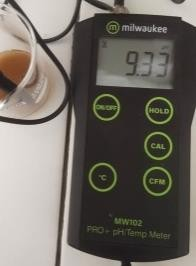 milwaukee
9.33
ON/OFF
HOLD
CAL
°C
CFM
MW102
PRO+ pH/Temp Meter